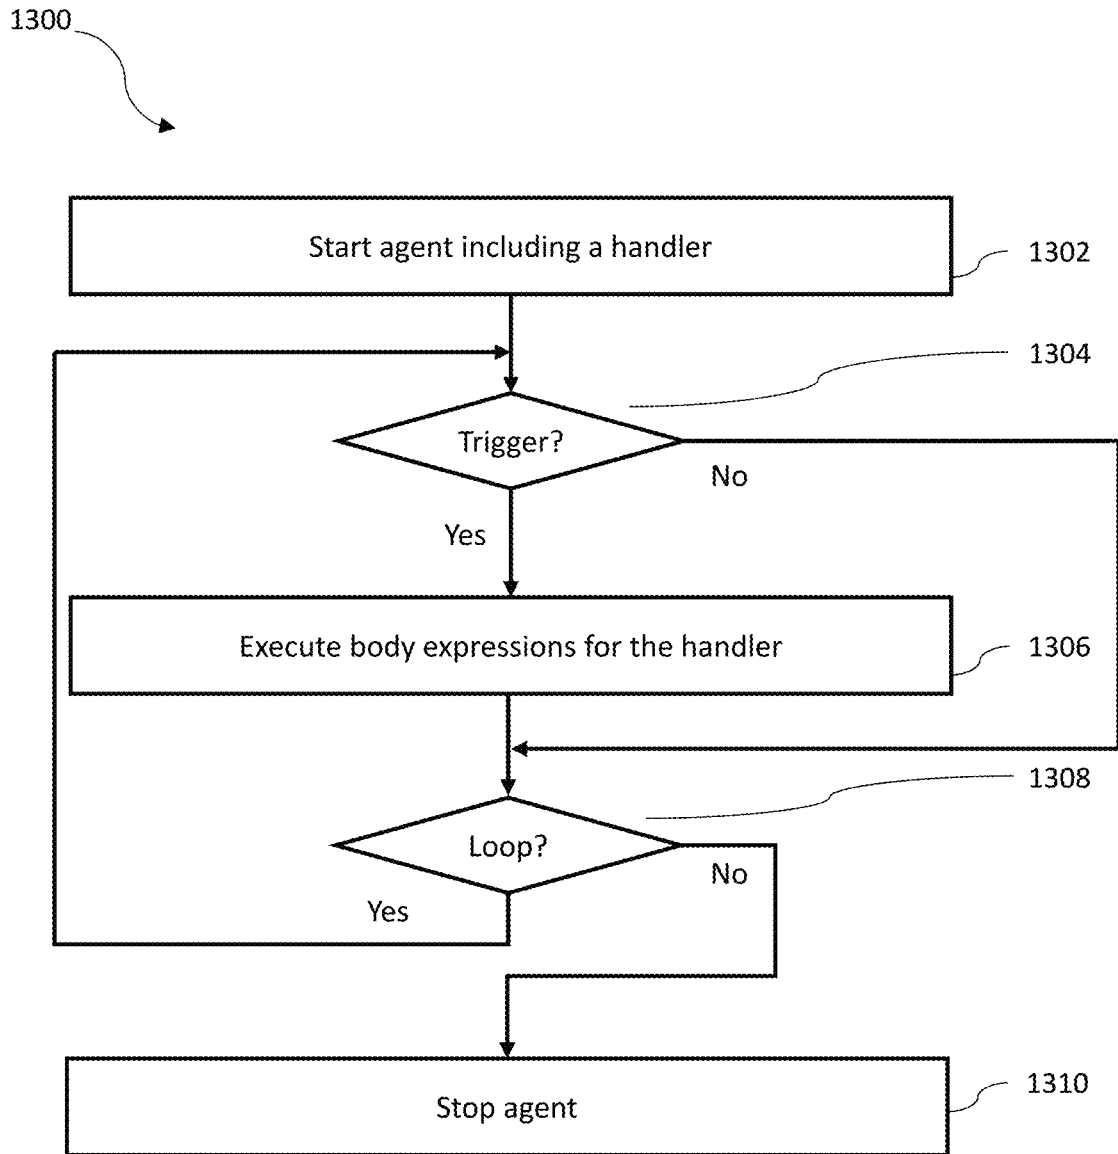 1300
Start agent including a handler
1302
1304
Trigger?
No
Yes
Execute body expressions for the handler
1306
1308
Loop?
No
Yes
Stop agent
1310